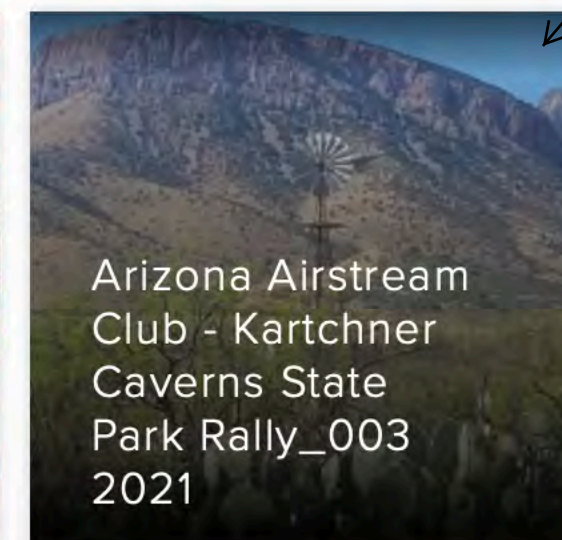 Arizona Airstream
Club - Kartchner
Caverns State
Park Rally_003
2021